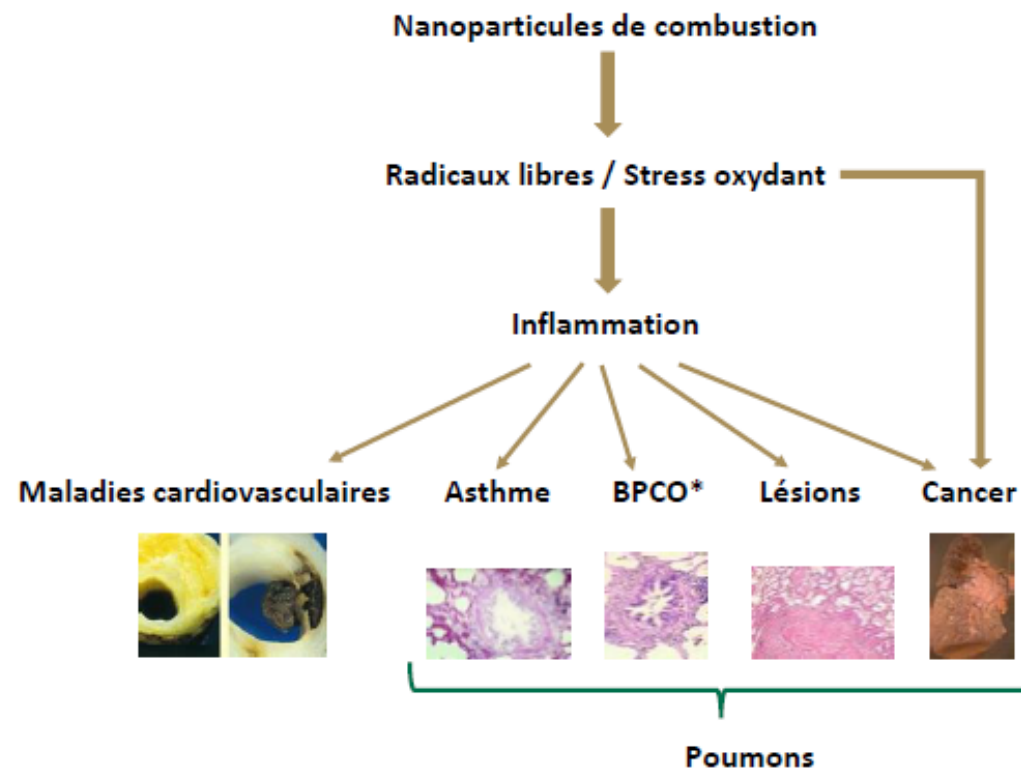 Nanoparticules de combustion
Radicaux libres / Stress oxydant
Inflammation
Maladies cardiovasculaires
Asthme
BPCO*
Lésions
Cancer
Poumons